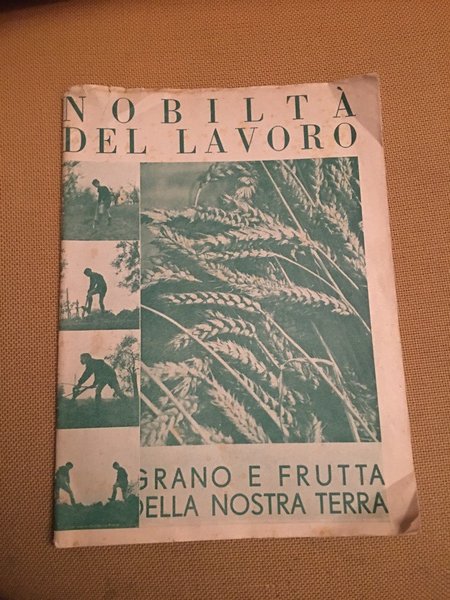 NOBILTÀ
DEL LAVORO
GRANO E FRUTTA
DELLA NOSTRA TERRA